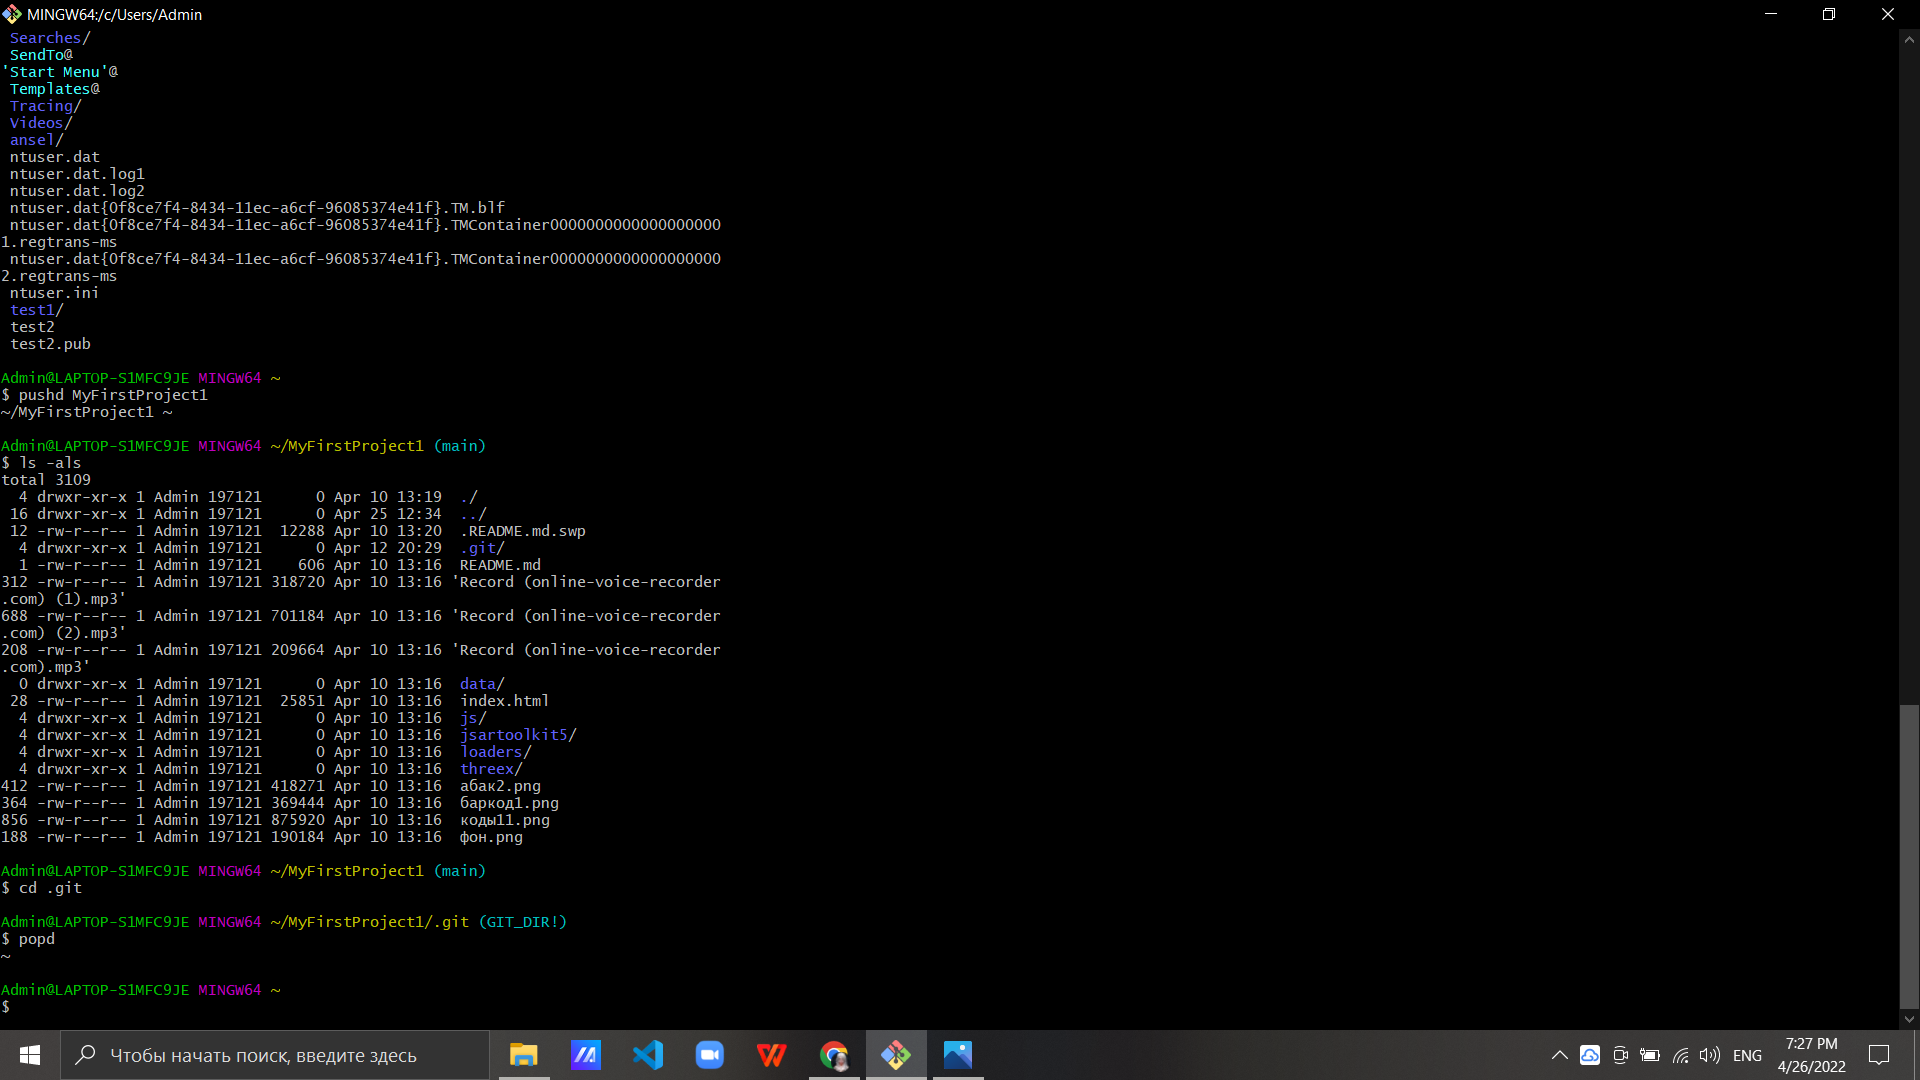 MINGW64:/c/Users/Admin
Searches/
SendTo@
'Start Menu'@
Templates@
Tracing/
Videos/
ansel/
ntuser.dat
ntuser.dat.log1
ntuser.dat.log2
ntuser.dat{0f8ce7f4-8434-11ec-a6cf-96085374e41f}.TM.blf
ntuser.dat{0f8ce7f4-8434-11ec-a6cf-96085374e41f}.TMContainer0000000000000000000
1.regtrans-ms
ntuser.dat{0f8ce7f4-8434-11ec-a6cf-96085374e41f}.TMContainer0000000000000000000
2.regtrans-ms
ntuser.ini
test1/
test2
test2.pub
Admin@LAPTOP-S1MFC9JE MINGW64 ~
$ pushd MyFirstProject1
~/MyFirstProject1 ~
Admin@LAPTOP-S1MFC9JE MINGW64 ~/MyFirstProject1 (main)
$ ls -als
total 3109
4 drwxr-xr-x 1 Admin 197121 0 Apr 10 13:19 ./
16 drwxr-xr-x 1 Admin 197121 0 Apr 25 12:34 ../
12 -rw-r--r-- 1 Admin 197121 12288 Apr 10 13:20 .README.md.swp
4 drwxr-xr-x 1 Admin 197121 0 Apr 12 20:29 .git/
1 -rw-r--r-- 1 Admin 197121 606 Apr 10 13:16 README.md
312 -rw-r--r-- 1 Admin 197121 318720 Apr 10 13:16 'Record (online-voice-recorder
.com) (1).mp3'
688 -rw-r--r-- 1 Admin 197121 701184 Apr 10 13:16 'Record (online-voice-recorder
.com) (2).mp3'
208 -rw-r--r-- 1 Admin 197121 209664 Apr 10 13:16 'Record (online-voice-recorder
.com).mp3'
0 drwxr-xr-x 1 Admin 197121 0 Apr 10 13:16 data/
28 -rw-r--r-- 1 Admin 197121 25851 Apr 10 13:16 index.html
4 drwxr-xr-x 1 Admin 197121 0 Apr 10 13:16 js/
4 drwxr-xr-x 1 Admin 197121 0 Apr 10 13:16 jsartoolkit5/
4 drwxr-xr-x 1 Admin 197121 0 Apr 10 13:16 loaders/
4 drwxr-xr-x 1 Admin 197121 0 Apr 10 13:16 threex/
412 -rw-r--r-- 1 Admin 197121 418271 Apr 10 13:16 абак2.png
364 -rw-r--r-- 1 Admin 197121 369444 Apr 10 13:16 баркод1.png
856 -rw-r--r-- 1 Admin 197121 875920 Apr 10 13:16 коды11.png
188 -rw-r--r-- 1 Admin 197121 190184 Apr 10 13:16 фон.png
Admin@LAPTOP-S1MFC9JE MINGW64 ~/MyFirstProject1 (main)
$ cd .git
Admin@LAPTOP-S1MFC9JE MINGW64 ~/MyFirstProject1/.git (GIT_DIR!)
$ popd
~
Admin@LAPTOP-S1MFC9JE MINGW64 ~
$
Чтобы начать поиск, введите здесь
ENG
7:27 PM
4/26/2022